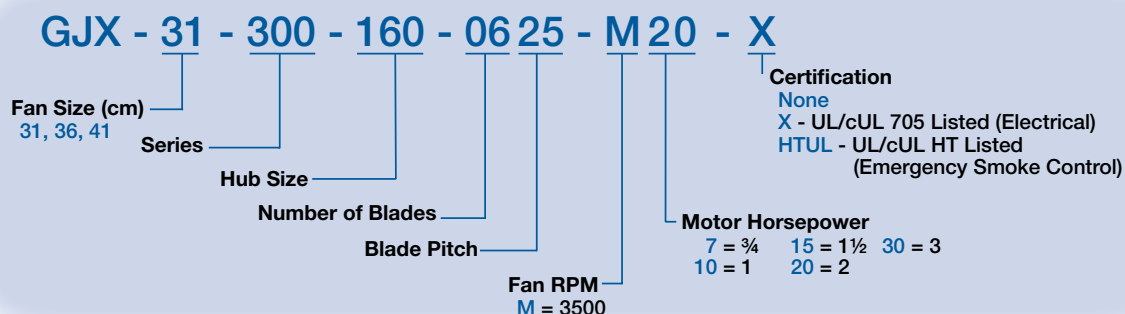 GJX - 31 - 300 - 160 - 06 25 - M 20 - X
Fan Size (cm)
31, 36, 41
Series
Hub Size
Number of Blades
Blade Pitch
Fan RPM
M = 3500
Motor Horsepower
7 = ¾ 15 = 1½ 30 = 3
10 = 1 20 = 2
Certification
None
X - UL/cUL 705 Listed (Electrical)
HTUL - UL/cUL HT Listed
(Emergency Smoke Control)